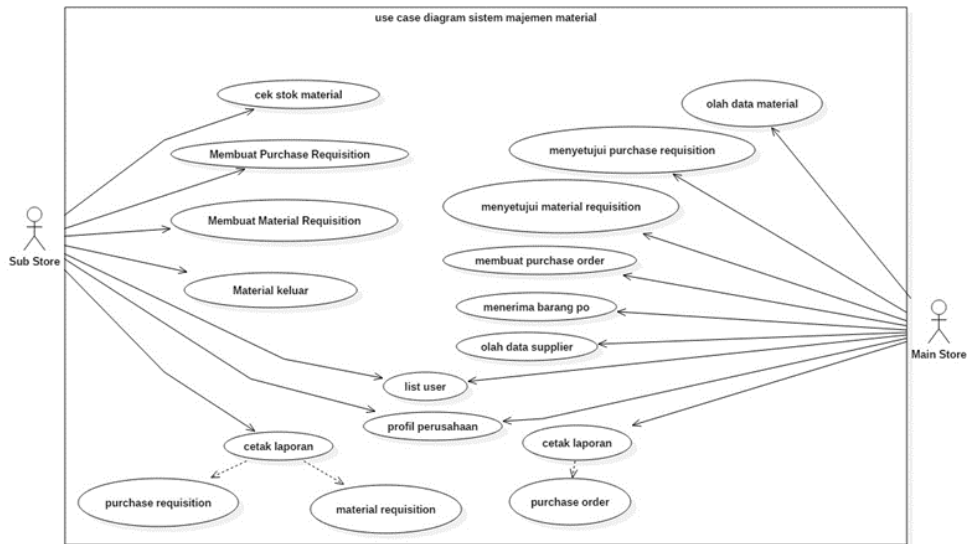 use case diagram sistem majemen material
cek stok material
olah data material
Membuat Purchase Requisition
menyetujui purchase requisition
menyetujui material requisition
Membuat Material Requisition
Sub Store
membuat purchase order
Material keluar
menerima barang po
olah data supplier
Main Store
list user
profil perusahaan
cetak laporan
cetak laporan
purchase requisition
material requisition
purchase order